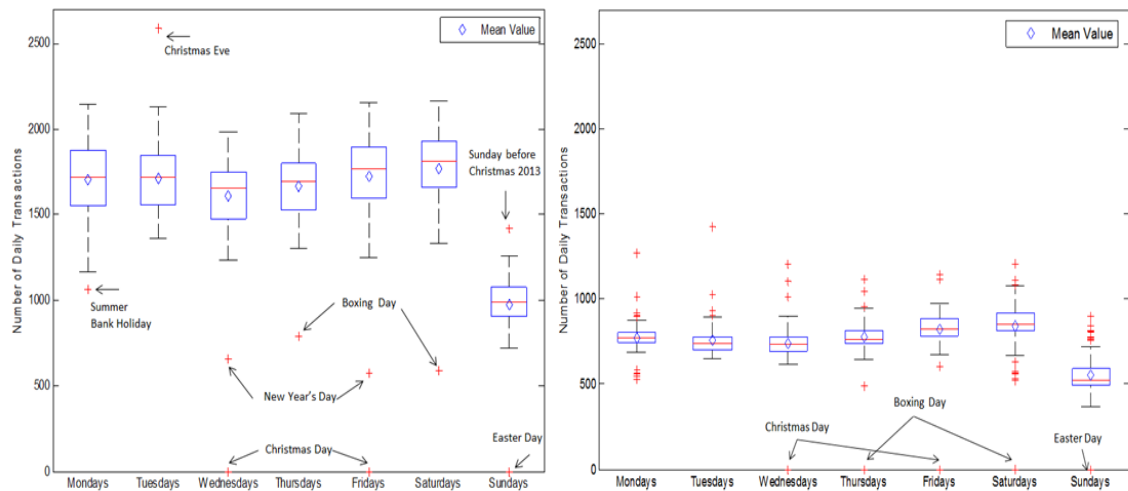 Mean Value
2500
Christmas Eve
2000
Sunday before
Christmas 2013
1500
Number of Daily Transactions
1000
Summer
Bank Holiday
Boxing Day
500
New Year's Day
Christmas Day
Easter Day
0
Mondays Tuesdays Wednesdays Thursdays Fridays Saturdays Sundays
Mean Value
2500
2000
1500
Number of Daily Transactions
1000
500
Boxing Day
Christmas Day
Easter Day
0
Mondays Tuesdays Wednesdays Thursdays Fridays Saturdays Sundays